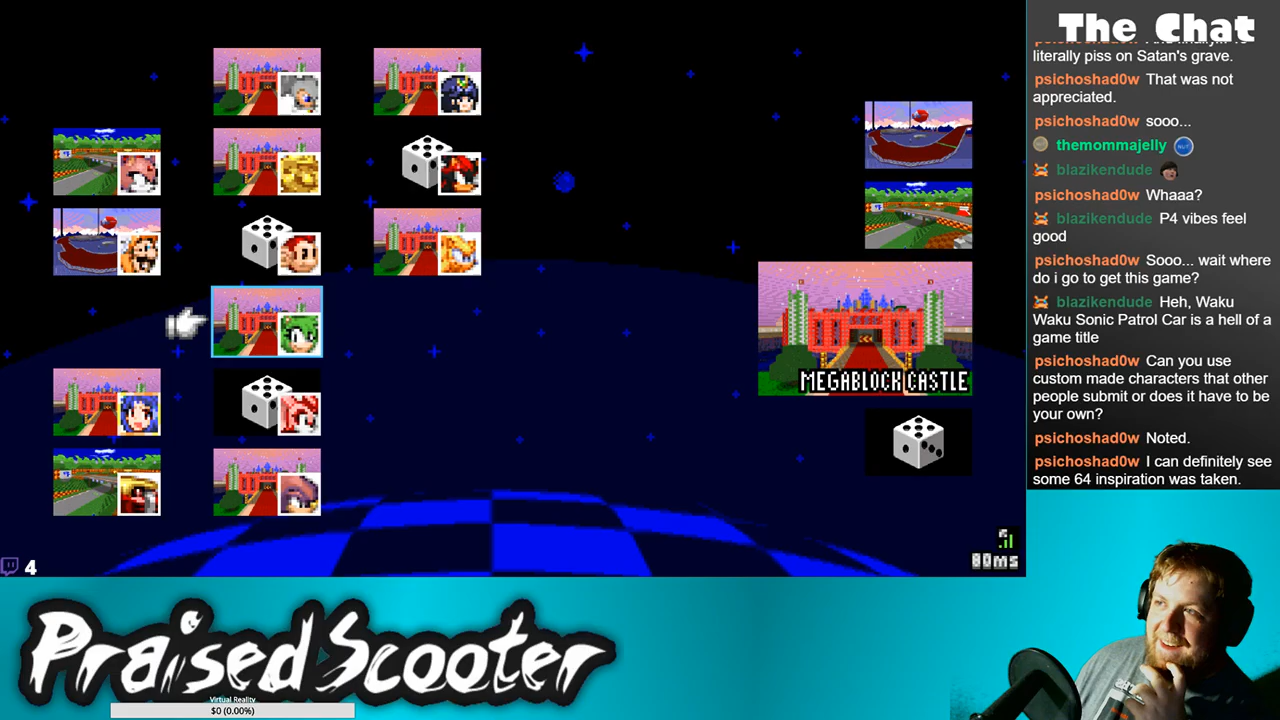 The Chat
literally piss on Satan's grave.
psichoshad0w That was not
appreciated.
psichoshad0w sooo...
themommajelly
blazikendude
psichoshad0w Whaaa?
blazikendude P4 vibes feel
good
psichoshad0w Sooo... wait where
do i go to get this game?
blazikendude Heh, Waku
Waku Sonic Patrol Car is a hell of a
game title
psichoshad0w Can you use
custom made characters that other
people submit or does it have to be
your own?
psichoshad0w Noted.
psichoshad0w I can definitely see
some 64 inspiration was taken.
MEGABLOCK CASTLE
80ms
4
PraisedScooter
Virtual Reality
$0 (0.00%)